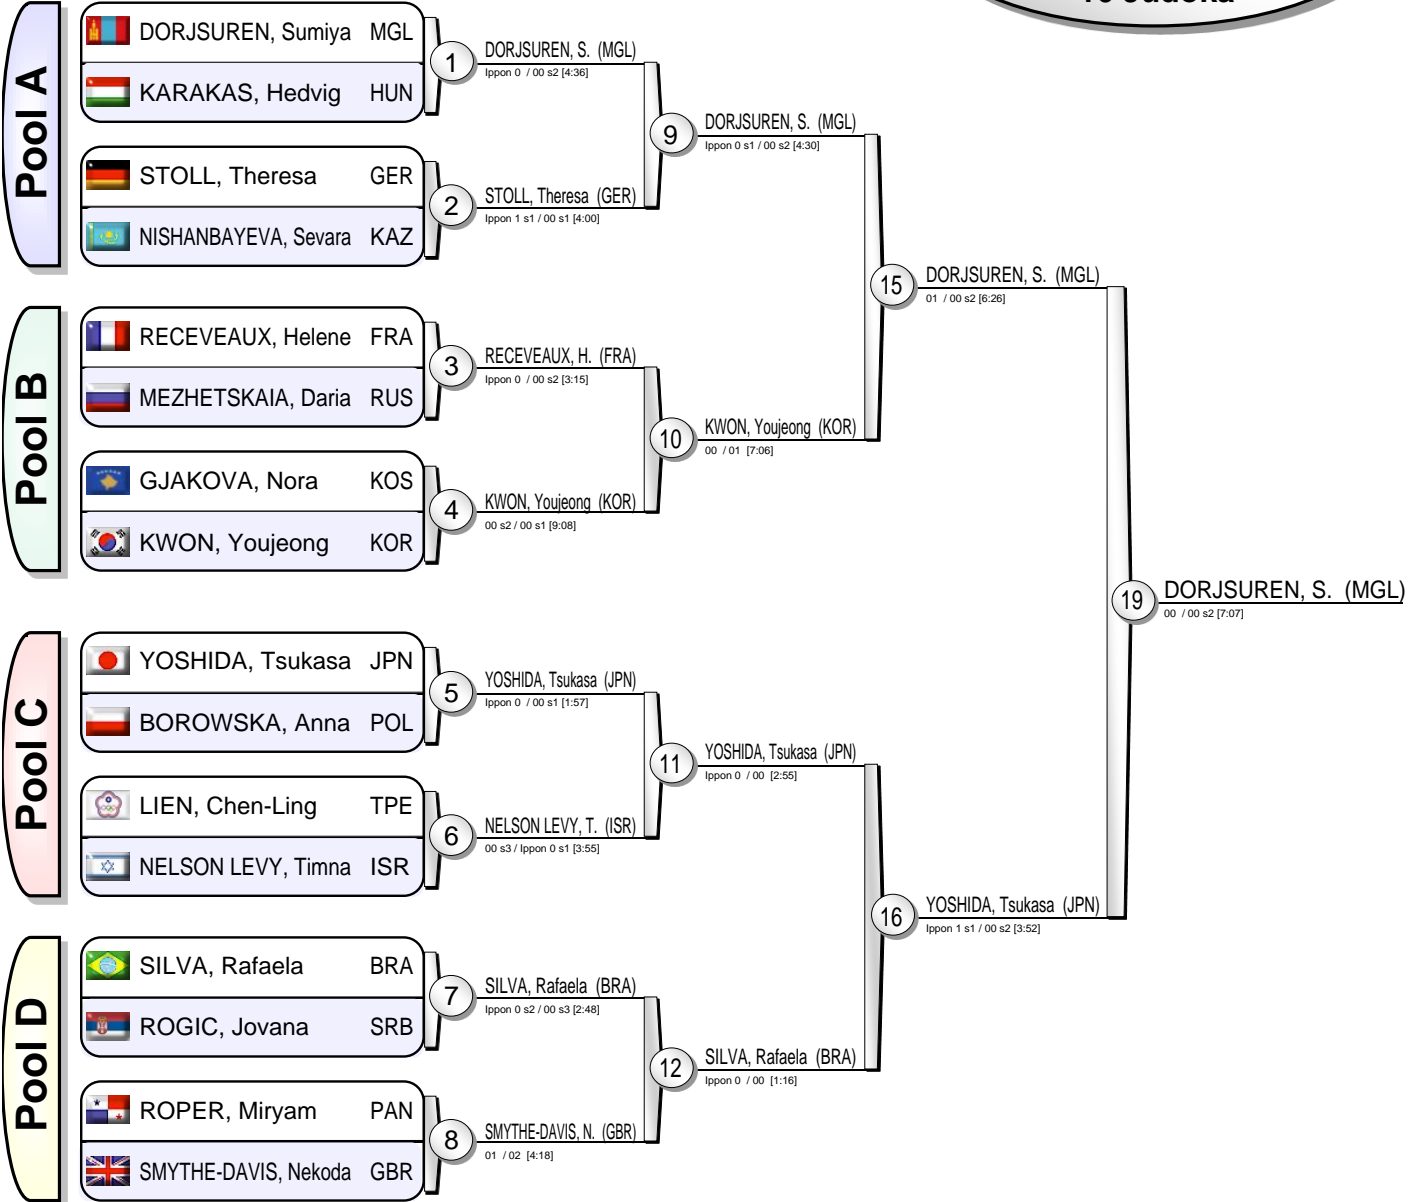 16 Judoka
Pool A
DORJSUREN, Sumiya MGL
KARAKAS, Hedvig HUN
STOLL, Theresa GER
NISHANBAYEVA, Sevara KAZ
Pool B
RECEVEAUX, Helene FRA
MEZHETSKAIA, Daria RUS
GJAKOVA, Nora KOS
KWON, Youjeong KOR
Pool C
YOSHIDA, Tsukasa JPN
BOROWSKA, Anna POL
LIEN, Chen-Ling TPE
NELSON LEVY, Timna ISR
Pool D
SILVA, Rafaela BRA
ROGIC, Jovana SRB
ROPER, Miryam PAN
SMYTHE-DAVIS, Nekoda GBR
1
DORJSUREN, S. (MGL)
Ippon 0 / 00 s2 [4:36]
2
STOLL, Theresa (GER)
Ippon 1 s1 / 00 s1 [4:00]
3
RECEVEAUX, H. (FRA)
Ippon 0 / 00 s2 [3:15]
4
KWON, Youjeong (KOR)
00 s2 / 00 s1 [9:08]
5
YOSHIDA, Tsukasa (JPN)
Ippon 0 / 00 s1 [1:57]
6
NELSON LEVY, T. (ISR)
00 s3 / Ippon 0 s1 [3:55]
7
SILVA, Rafaela (BRA)
Ippon 0 s2 / 00 s3 [2:48]
8
SMYTHE-DAVIS, N. (GBR)
01 / 02 [4:18]
9
DORJSUREN, S. (MGL)
Ippon 0 s1 / 00 s2 [4:30]
10
KWON, Youjeong (KOR)
00 / 01 [7:06]
11
YOSHIDA, Tsukasa (JPN)
Ippon 0 / 00 [2:55]
12
SILVA, Rafaela (BRA)
Ippon 0 / 00 [1:16]
15
DORJSUREN, S. (MGL)
01 / 00 s2 [6:26]
16
YOSHIDA, Tsukasa (JPN)
Ippon 1 s1 / 00 s2 [3:52]
19
DORJSUREN, S. (MGL)
00 / 00 s2 [7:07]